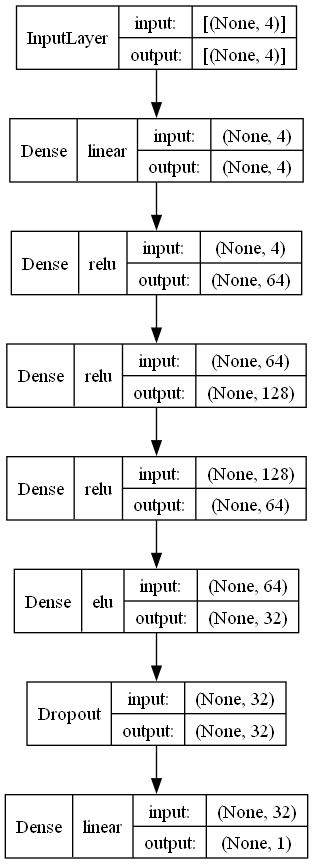 InputLayer input: [(None, 4)]
output: [(None, 4)]
Dense linear input: (None, 4)
output: (None, 4)
Dense relu input: (None, 4)
output: (None, 64)
Dense relu input: (None, 64)
output: (None, 128)
Dense relu input: (None, 128)
output: (None, 64)
Dense elu input: (None, 64)
output: (None, 32)
Dropout input: (None, 32)
output: (None, 32)
Dense linear input: (None, 32)
output: (None, 1)